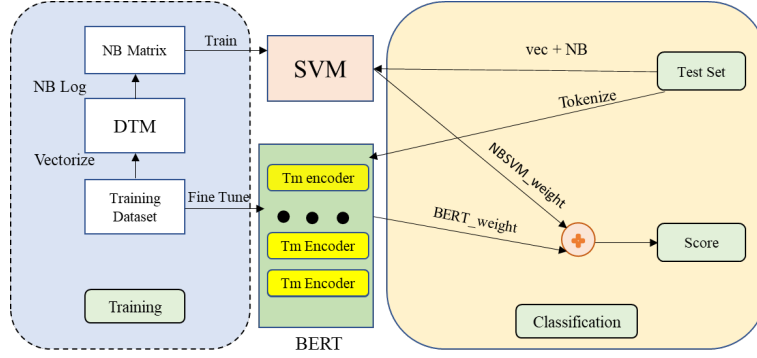 NB Matrix
Train
SVM
vec + NB
Test Set
NB Log
DTM
Tokenize
Vectorize
Training
Dataset
Fine Tune
Tm encoder
NBSVM_weight
BERT_weight
Tm Encoder
Tm Encoder
Score
Training
Classification
BERT